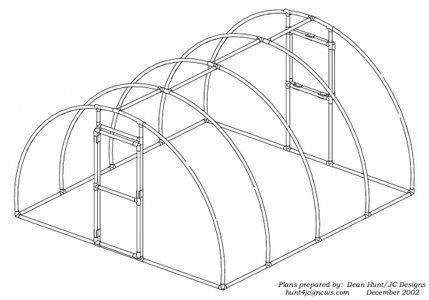 Plans prepared by: Dean Hunt/JC Designs
hunt4jc@ncws.com December 2002